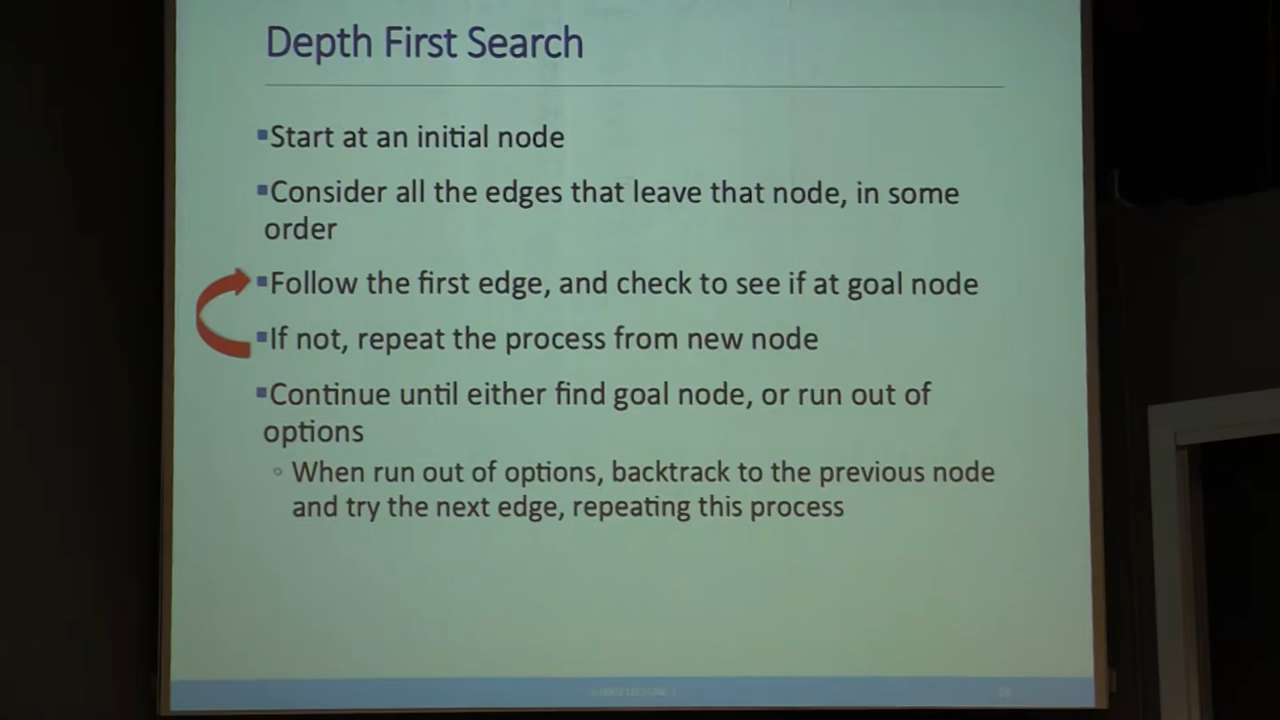 Depth First Search
▪Start at an initial node
▪Consider all the edges that leave that node, in some
order
▪Follow the first edge, and check to see if at goal node
▪If not, repeat the process from new node
▪Continue until either find goal node, or run out of
options
◦ When run out of options, backtrack to the previous node
and try the next edge, repeating this process